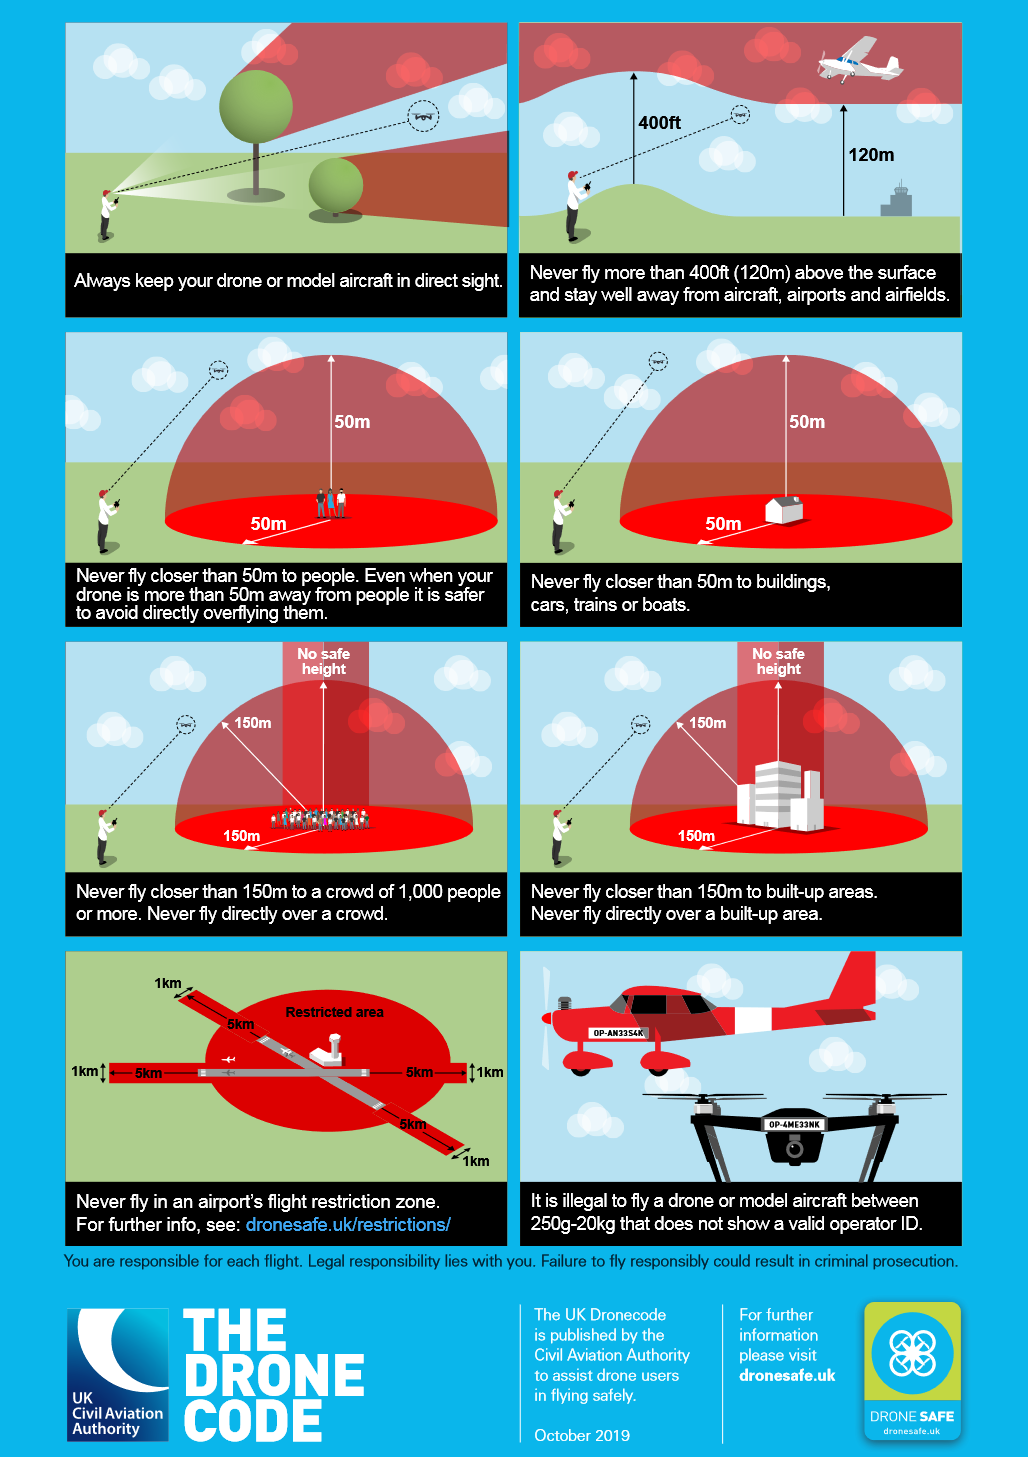 400ft
120m
Always keep your drone or model aircraft in direct sight.
Never fly more than 400ft (120m) above the surface
and stay well away from aircraft, airports and airfields.
50m
50m
Never fly closer than 50m to people. Even when your
drone is more than 50m away from people it is safer
to avoid directly overflying them.
50m
50m
Never fly closer than 50m to buildings,
cars, trains or boats.
No safe
height
150m
150m
Never fly closer than 150m to a crowd of 1,000 people
or more. Never fly directly over a crowd.
No safe
height
150m
150m
Never fly closer than 150m to built-up areas.
Never fly directly over a built-up area.
1km
Restricted area
5km
1km
5km
5km
1km
5km
1km
Never fly in an airport's flight restriction zone.
For further info, see: dronesafe.uk/restrictions/
OP-AN33S4K
OP-4ME33NK
It is illegal to fly a drone or model aircraft between
250g-20kg that does not show a valid operator ID.
You are responsible for each flight. Legal responsibility lies with you. Failure to fly responsibly could result in criminal prosecution.
UK
Civil Aviation
Authority
THE
DRONE
CODE
The UK Dronecode
is published by the
Civil Aviation Authority
to assist drone users
in flying safely.
October 2019
For further
information
please visit
dronesafe.uk
DRONE SAFE
dronesafe.uk